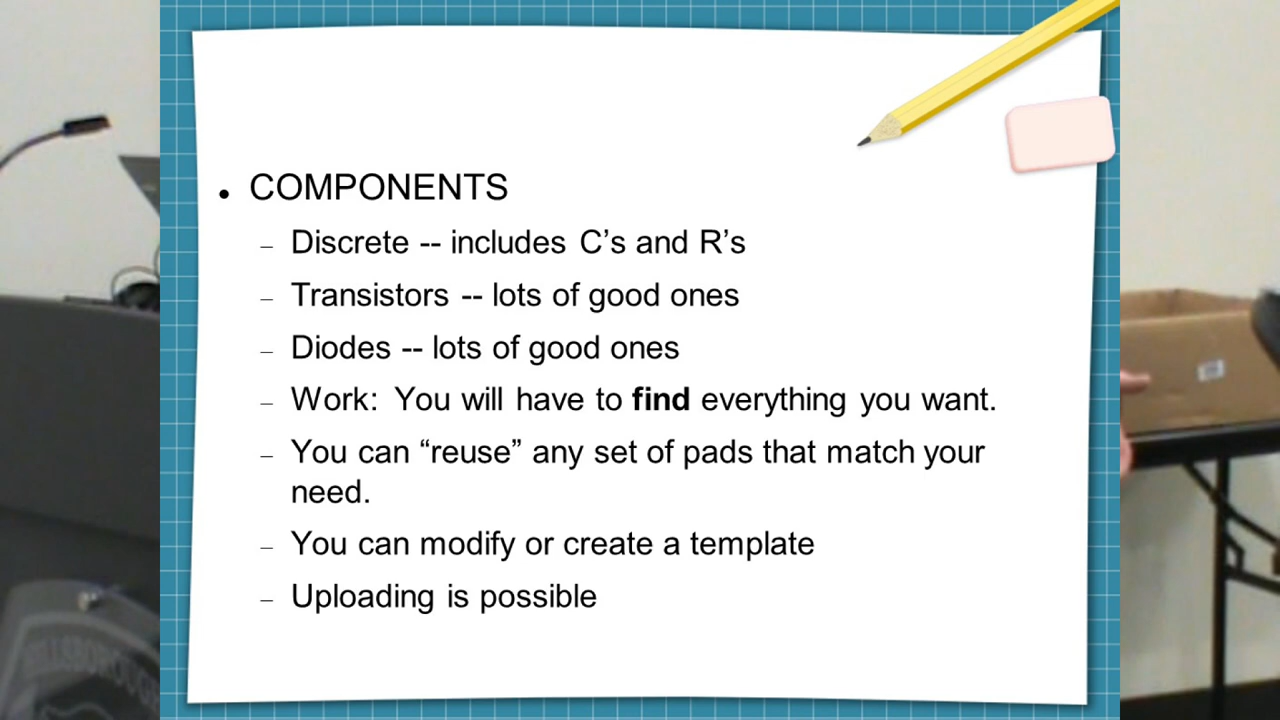 • COMPONENTS
– Discrete -- includes C’s and R’s
– Transistors -- lots of good ones
– Diodes -- lots of good ones
– Work: You will have to find everything you want.
– You can “reuse” any set of pads that match your
need.
– You can modify or create a template
– Uploading is possible
HILLSBOROUGH